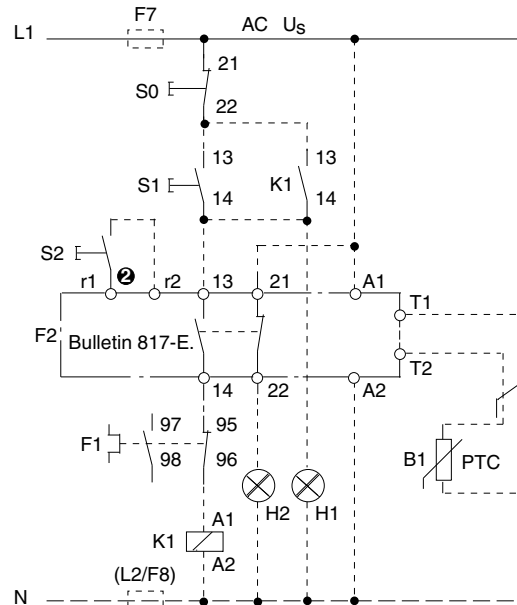 F7
L1 AC Us
21
S0
22
13 13
S1 K1
14 14
S2
r1 ❷ r2 13 21 A1
T1
F2 Bulletin 817-E.
T2
14 22 A2
97 95
F1
98 96
B1 PTC
A1 H2 H1
K1
A2
(L2/F8)
N